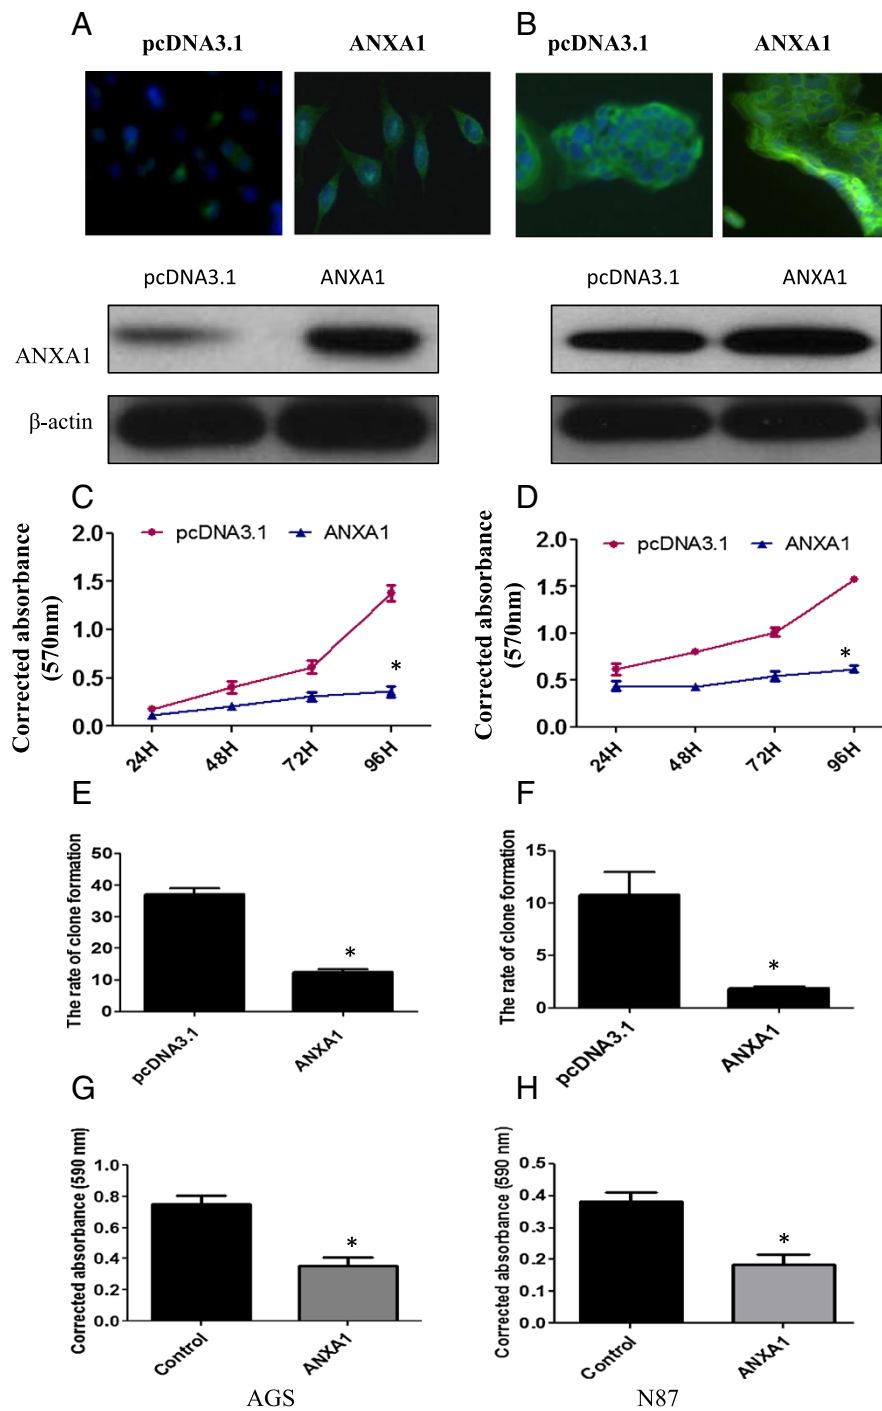 A
B
pcDNA3.1 ANXA1
pcDNA3.1 ANXA1
pcDNA3.1 ANXA1
pcDNA3.1 ANXA1
ANXA1
β-actin
C
Corrected absorbance
(570nm)
pcDNA3.1 ANXA1
2.0
1.5
1.0
0.5
0.0
*
24H 48H 72H 96H
D
Corrected absorbance
(570nm)
pcDNA3.1 ANXA1
2.0
1.5
1.0
0.5
0.0
*
24H 48H 72H 96H
E
The rate of clone formation
50
40
30
20
10
0
*
pcDNA3.1 ANXA1
F
The rate of clone formation
15
10
5
0
*
pcDNA3.1 ANXA1
G
Corrected absorbance (590 nm)
1.0
0.8
0.6
0.4
0.2
0.0
*
Control ANXA1
AGS
H
Corrected absorbance (590 nm)
0.5
0.4
0.3
0.2
0.1
0.0
*
Control ANXA1
N87